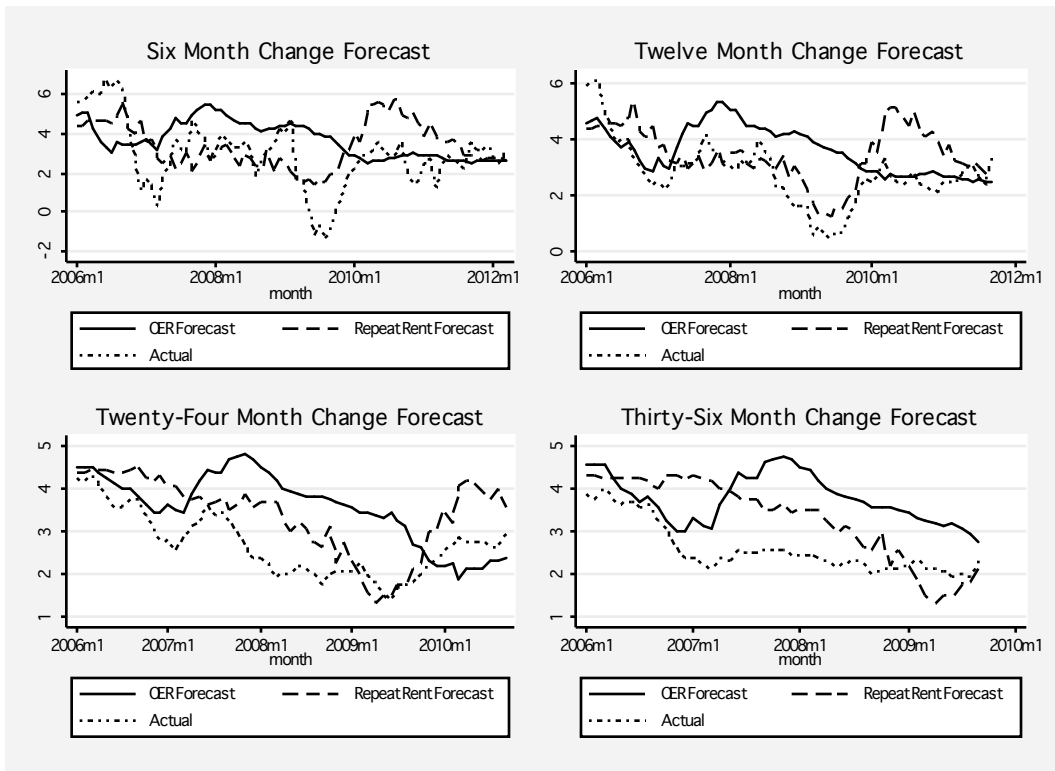 Six Month Change Forecast
6
4
2
0
-2
2006m1 2008m1 2010m1 2012m1
month
OER Forecast Repeat Rent Forecast
Actual
Twelve Month Change Forecast
6
4
2
0
2006m1 2008m1 2010m1 2012m1
month
OER Forecast Repeat Rent Forecast
Actual
Twenty-Four Month Change Forecast
5
4
3
2
1
2006m1 2007m1 2008m1 2009m1 2010m1
month
OER Forecast Repeat Rent Forecast
Actual
Thirty-Six Month Change Forecast
5
4
3
2
1
2006m1 2007m1 2008m1 2009m1 2010m1
month
OER Forecast Repeat Rent Forecast
Actual